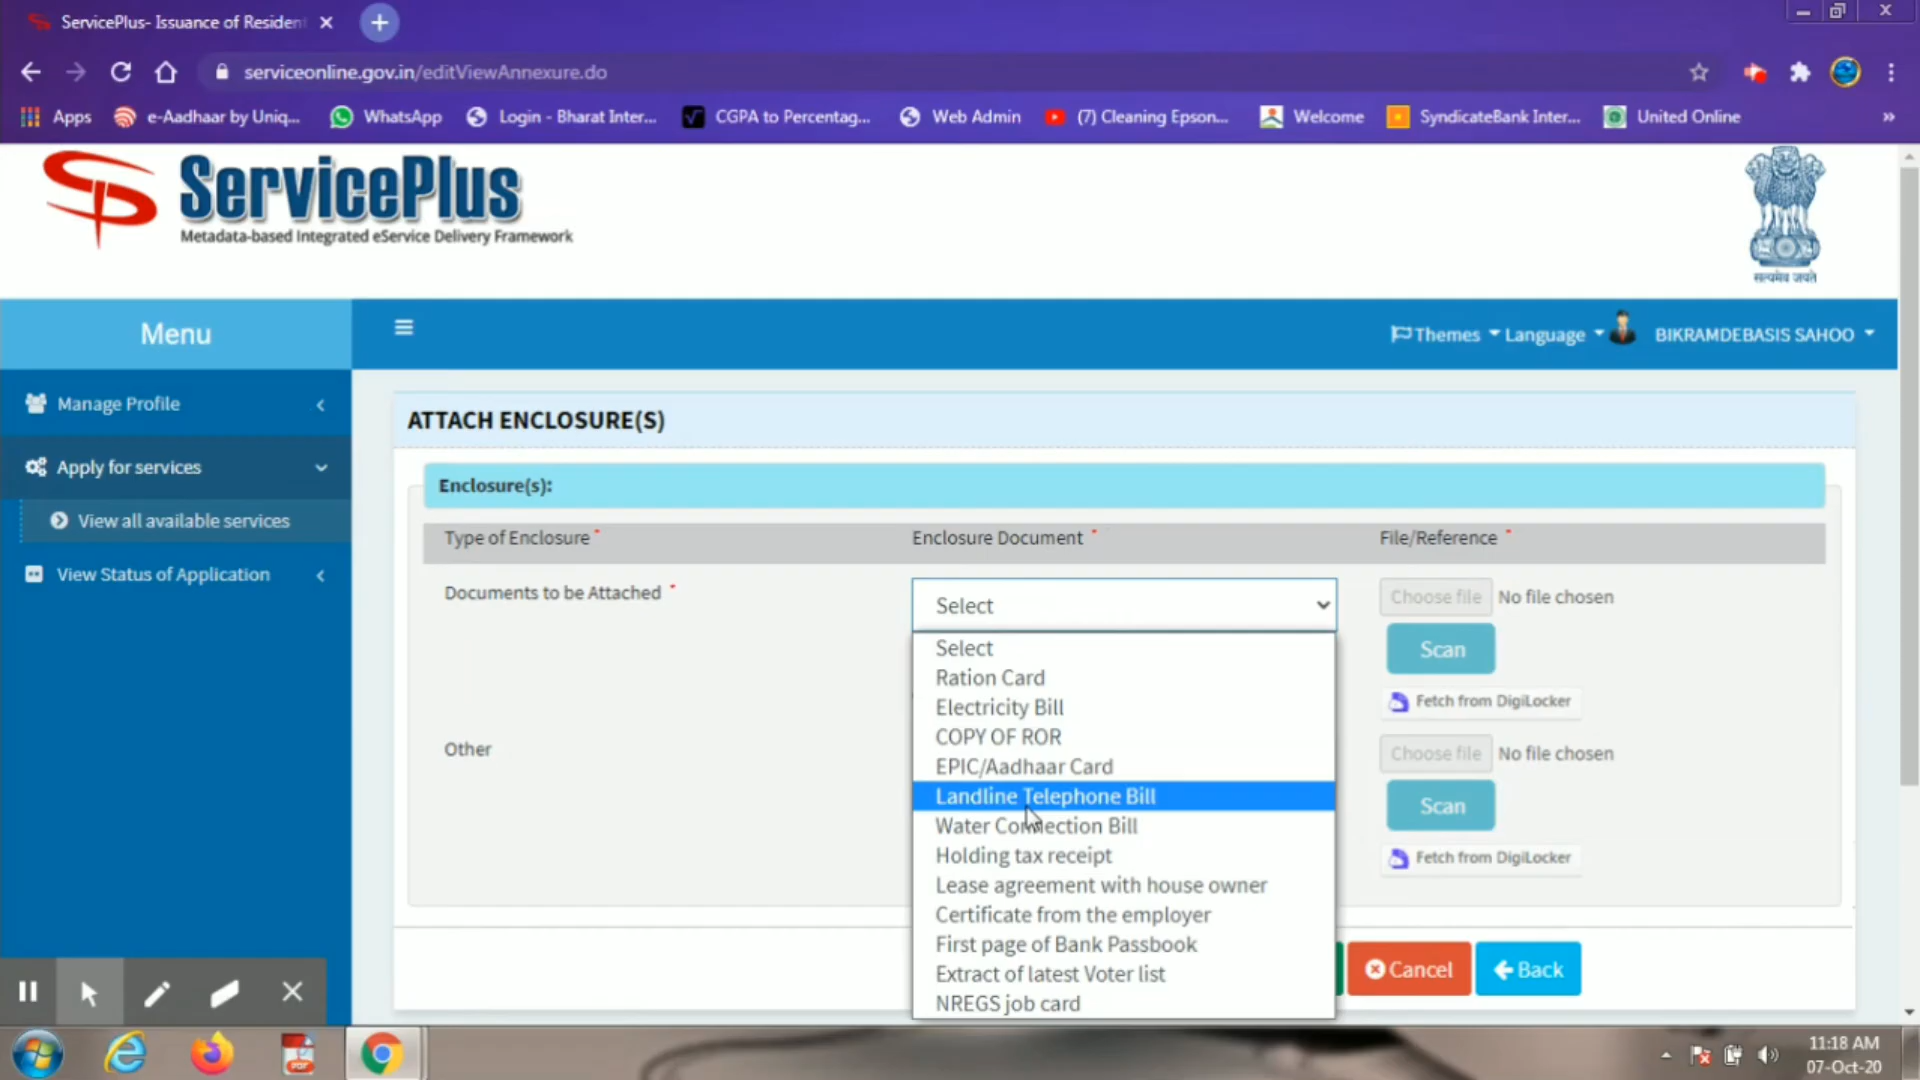 ServicePlus- Issuance of Residen
serviceonline.gov.in/editViewAnnexure.do
Apps
e-Aadhaar by Uniq...
WhatsApp
Login - Bharat Inter...
CGPA to Percentag...
Web Admin
(7) Cleaning Epson...
Welcome
SyndicateBank Inter...
United Online
»
ServicePlus
Metadata-based Integrated eService Delivery Framework
सत्यमेव जयते
Menu
Themes
Language
BIKRAMDEBASIS SAHOO
Manage Profile
Apply for services
View all available services
View Status of Application
ATTACH ENCLOSURE(S)
Enclosure(s):
Type of Enclosure *
Enclosure Document *
File/Reference *
Documents to be Attached *
Select
Choose file No file chosen
Scan
Fetch from DigiLocker
Other
Choose file No file chosen
Scan
Fetch from DigiLocker
Select
Ration Card
Electricity Bill
COPY OF ROR
EPIC/Aadhaar Card
Landline Telephone Bill
Water Connection Bill
Holding tax receipt
Lease agreement with house owner
Certificate from the employer
First page of Bank Passbook
Extract of latest Voter list
NREGS job card
Cancel
Back
PDF
11:18 AM
07-Oct-20